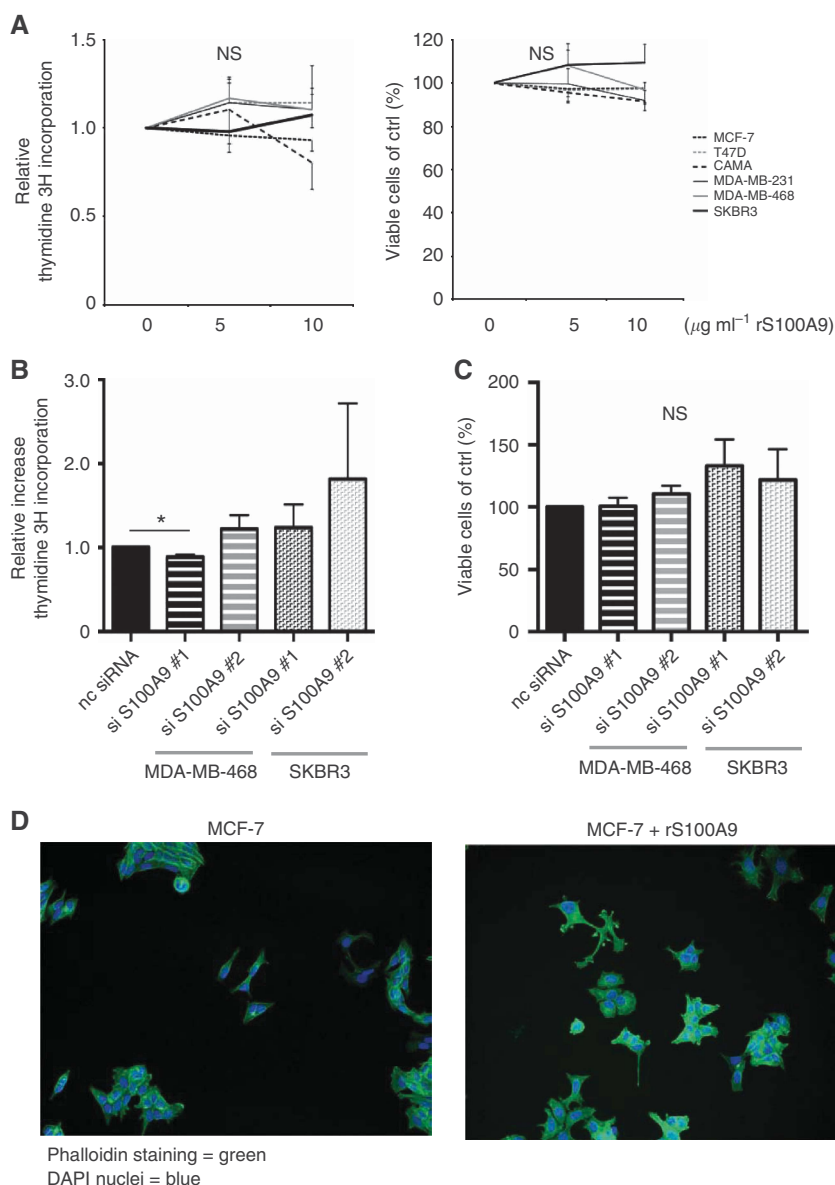 A
Relative
thymidine 3H incorporation
1.5
1.0
0.5
0
NS
0 5 10
Viable cells of ctrl (%)
120
100
80
60
40
20
0
NS
0 5 10 (μg ml⁻¹ rS100A9)
MCF-7
T47D
CAMA
MDA-MB-231
MDA-MB-468
SKBR3
B
Relative increase
thymidine 3H incorporation
3.0
2.0
1.0
0
*
nc siRNA
si S100A9 #1
si S100A9 #2
si S100A9 #1
si S100A9 #2
MDA-MB-468 SKBR3
C
Viable cells of ctrl (%)
200
150
100
50
0
NS
nc siRNA
si S100A9 #1
si S100A9 #2
si S100A9 #1
si S100A9 #2
MDA-MB-468 SKBR3
D
MCF-7
MCF-7 + rS100A9
Phalloidin staining = green
DAPI nuclei = blue